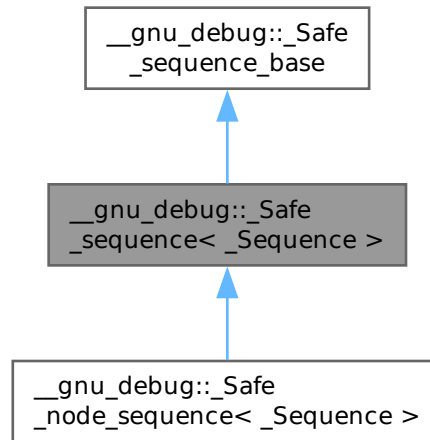 __gnu_debug::_Safe
_sequence_base
__gnu_debug::_Safe
_sequence< _Sequence >
__gnu_debug::_Safe
_node_sequence< _Sequence >